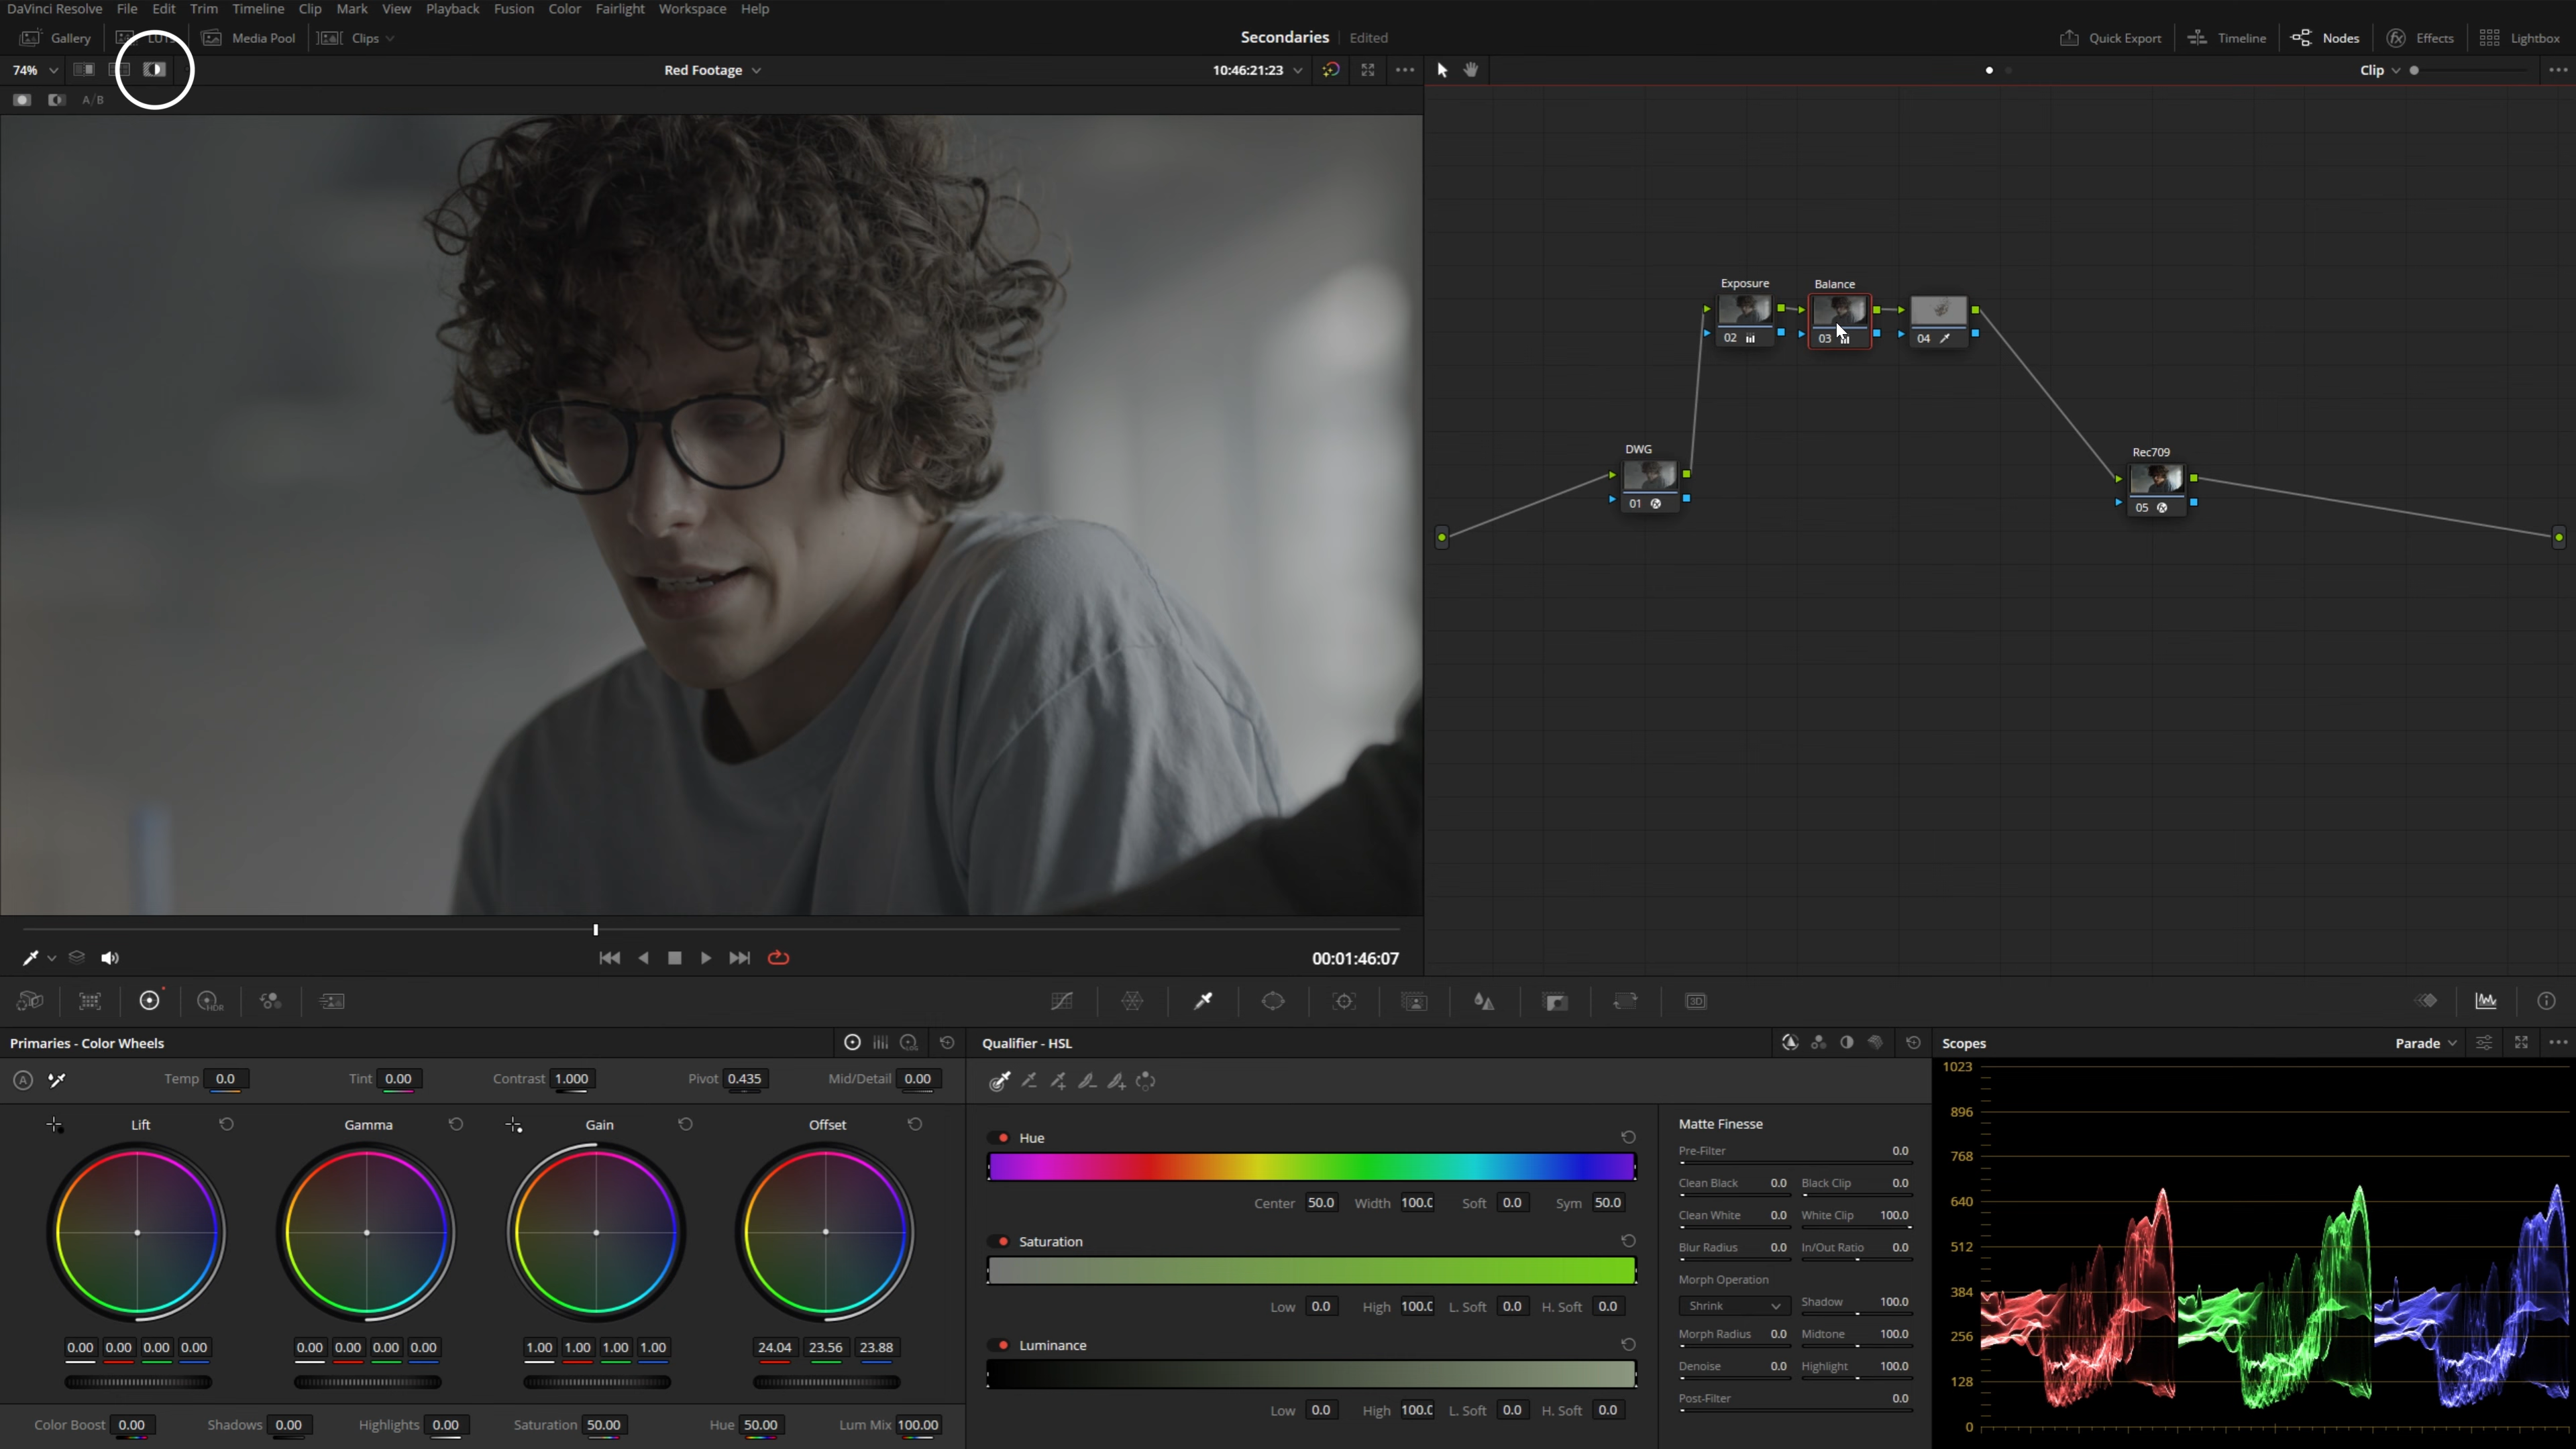 DaVinci Resolve File Edit Trim Timeline Clip Mark View Playback Fusion Color Fairlight Workspace Help
Gallery LUTs Media Pool Clips Secondaries Edited Quick Export Timeline Nodes Effects Lightbox
74% Red Footage 10:46:21:23 Clip
A/B
Exposure Balance
02 03 04
DWG Rec709
01 05
00:01:46:07
HDR 3D
Primaries - Color Wheels
A Temp 0.0 Tint 0.00 Contrast 1.000 Pivot 0.435 Mid/Detail 0.00
Lift Gamma Gain Offset
0.00 0.00 0.00 0.00 0.00 0.00 0.00 0.00 1.00 1.00 1.00 1.00 24.04 23.56 23.88
Color Boost 0.00 Shadows 0.00 Highlights 0.00 Saturation 50.00 Hue 50.00 Lum Mix 100.00
Qualifier - HSL
Hue
Center 50.0 Width 100.0 Soft 0.0 Sym 50.0
Saturation
Low 0.0 High 100.0 L. Soft 0.0 H. Soft 0.0
Luminance
Low 0.0 High 100.0 L. Soft 0.0 H. Soft 0.0
Matte Finesse
Pre-Filter 0.0
Clean Black 0.0 Black Clip 0.0
Clean White 0.0 White Clip 100.0
Blur Radius 0.0 In/Out Ratio 0.0
Morph Operation
Shrink Shadow 100.0
Morph Radius 0.0 Midtone 100.0
Denoise 0.0 Highlight 100.0
Post-Filter 0.0
Scopes Parade
1023
896
768
640
512
384
256
128
0